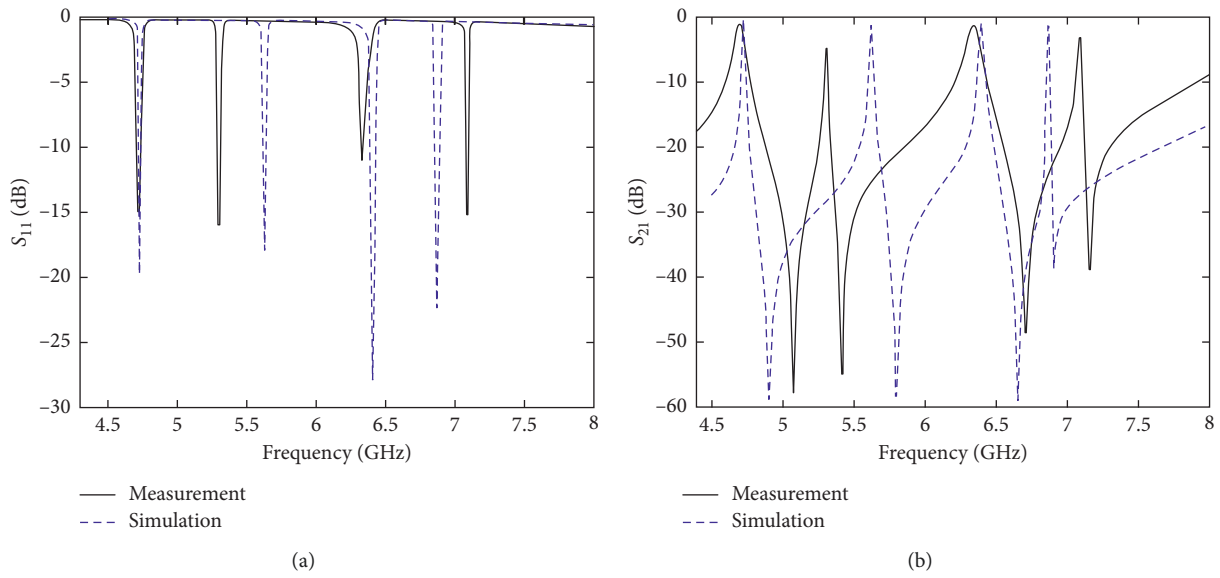 0
–5
–10
–15
–20
–25
–30
S11 (dB)
4.5 5 5.5 6 6.5 7 7.5 8
Frequency (GHz)
Measurement
Simulation
(a)
0
–10
–20
–30
–40
–50
–60
S21 (dB)
4.5 5 5.5 6 6.5 7 7.5 8
Frequency (GHz)
Measurement
Simulation
(b)